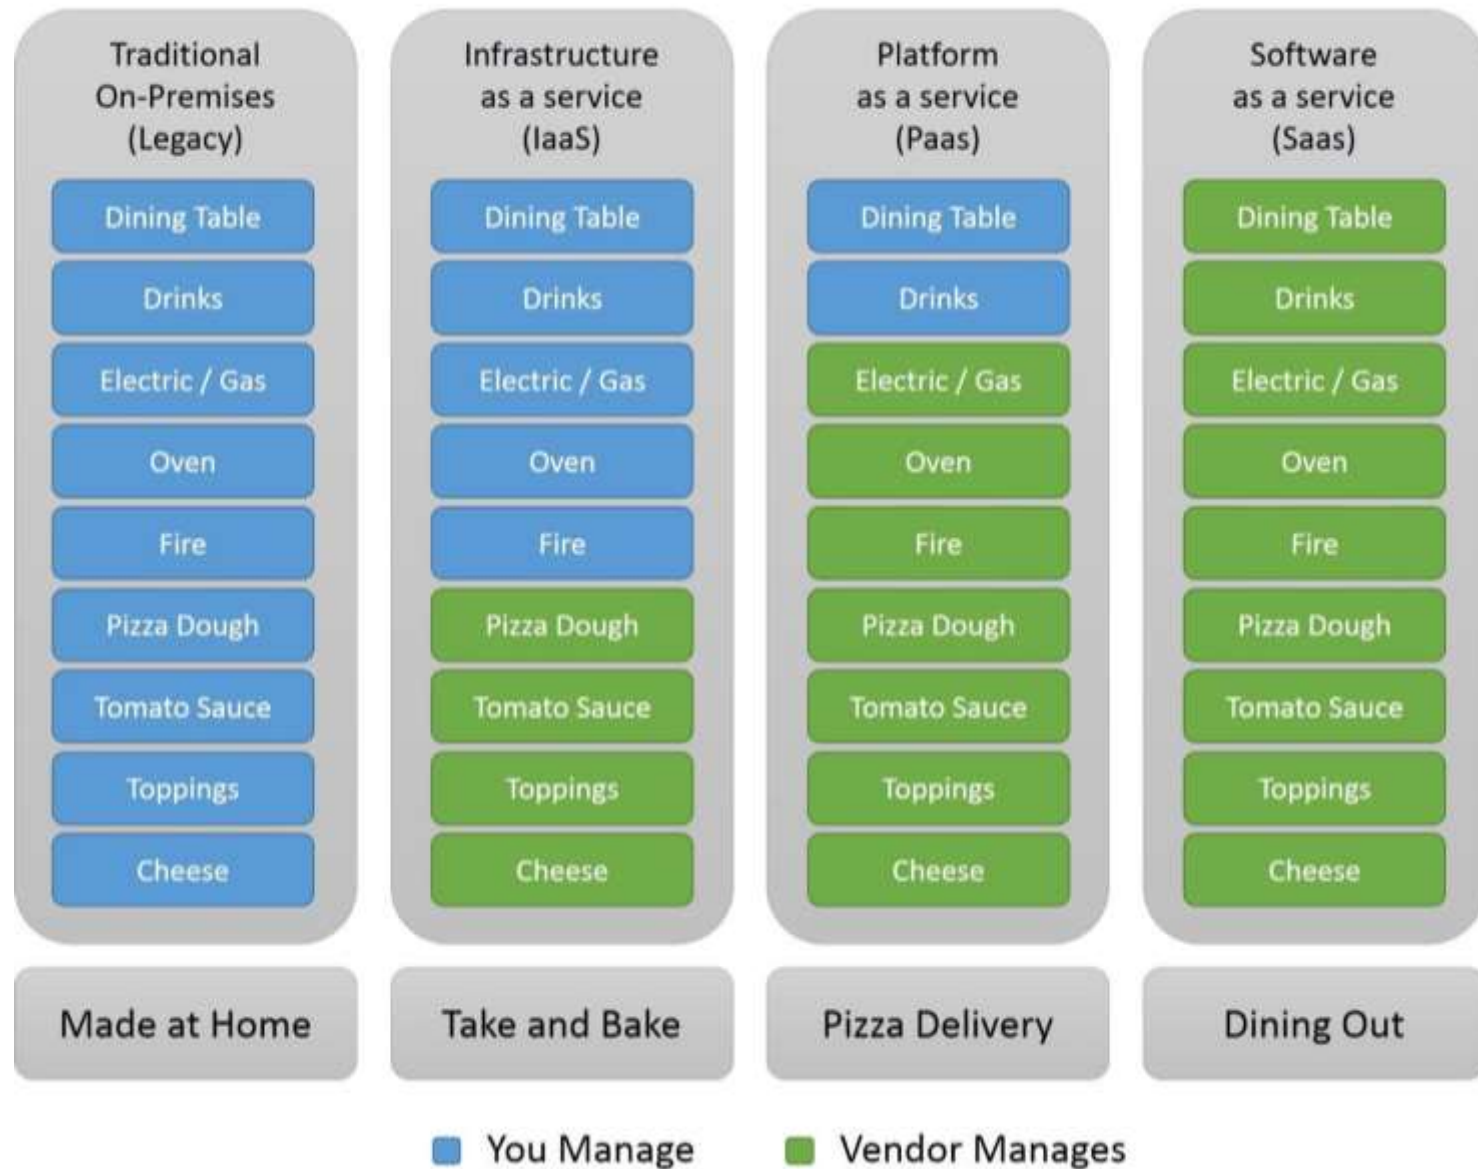 Traditional
On-Premises
(Legacy)
Dining Table
Drinks
Electric / Gas
Oven
Fire
Pizza Dough
Tomato Sauce
Toppings
Cheese
Made at Home
Infrastructure
as a service
(IaaS)
Dining Table
Drinks
Electric / Gas
Oven
Fire
Pizza Dough
Tomato Sauce
Toppings
Cheese
Take and Bake
Platform
as a service
(Paas)
Dining Table
Drinks
Electric / Gas
Oven
Fire
Pizza Dough
Tomato Sauce
Toppings
Cheese
Pizza Delivery
Software
as a service
(Saas)
Dining Table
Drinks
Electric / Gas
Oven
Fire
Pizza Dough
Tomato Sauce
Toppings
Cheese
Dining Out
You Manage
Vendor Manages